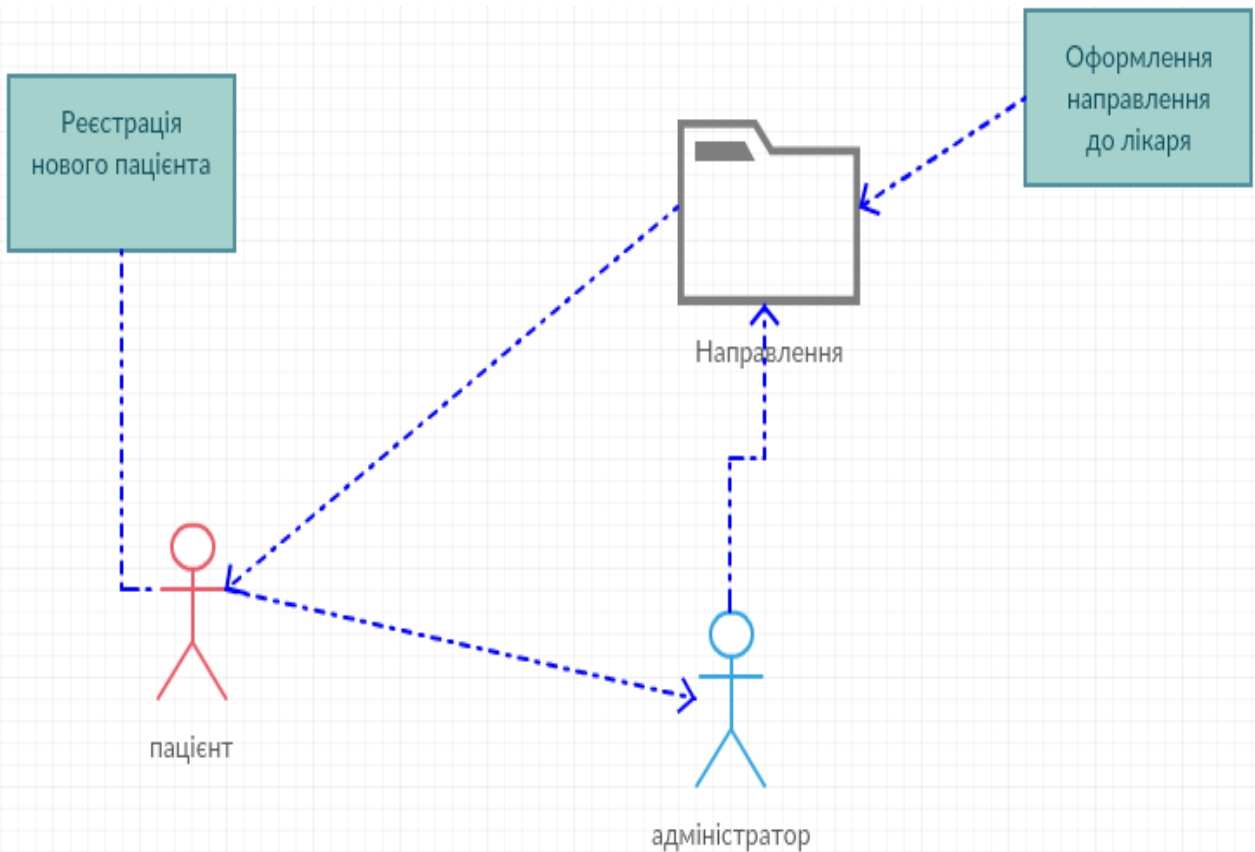 Реєстрація
нового пацієнта
Оформлення
направлення
до лікаря
Направлення
пацієнт
адміністратор